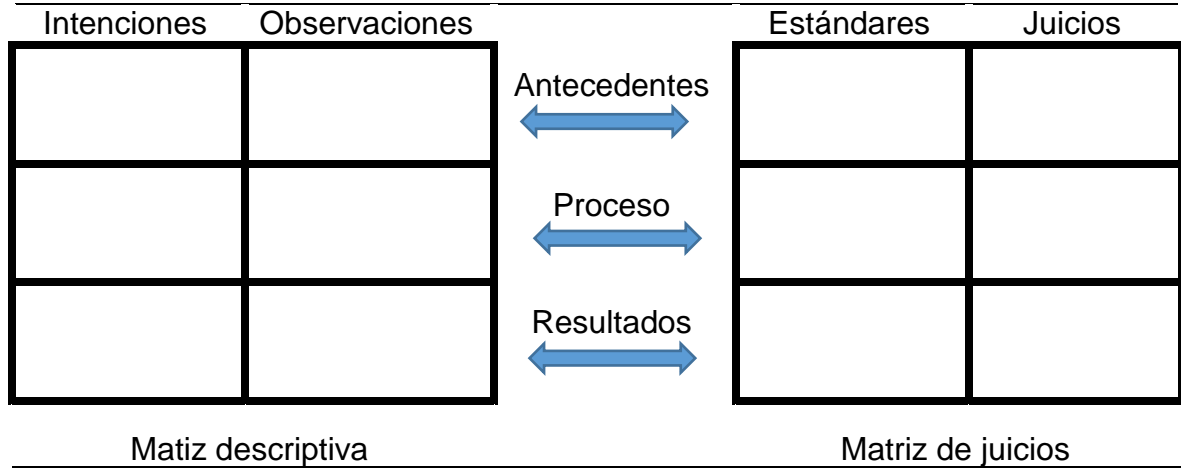 Intenciones Observaciones Estándares Juicios
Antecedentes
Proceso
Resultados
Matiz descriptiva Matriz de juicios